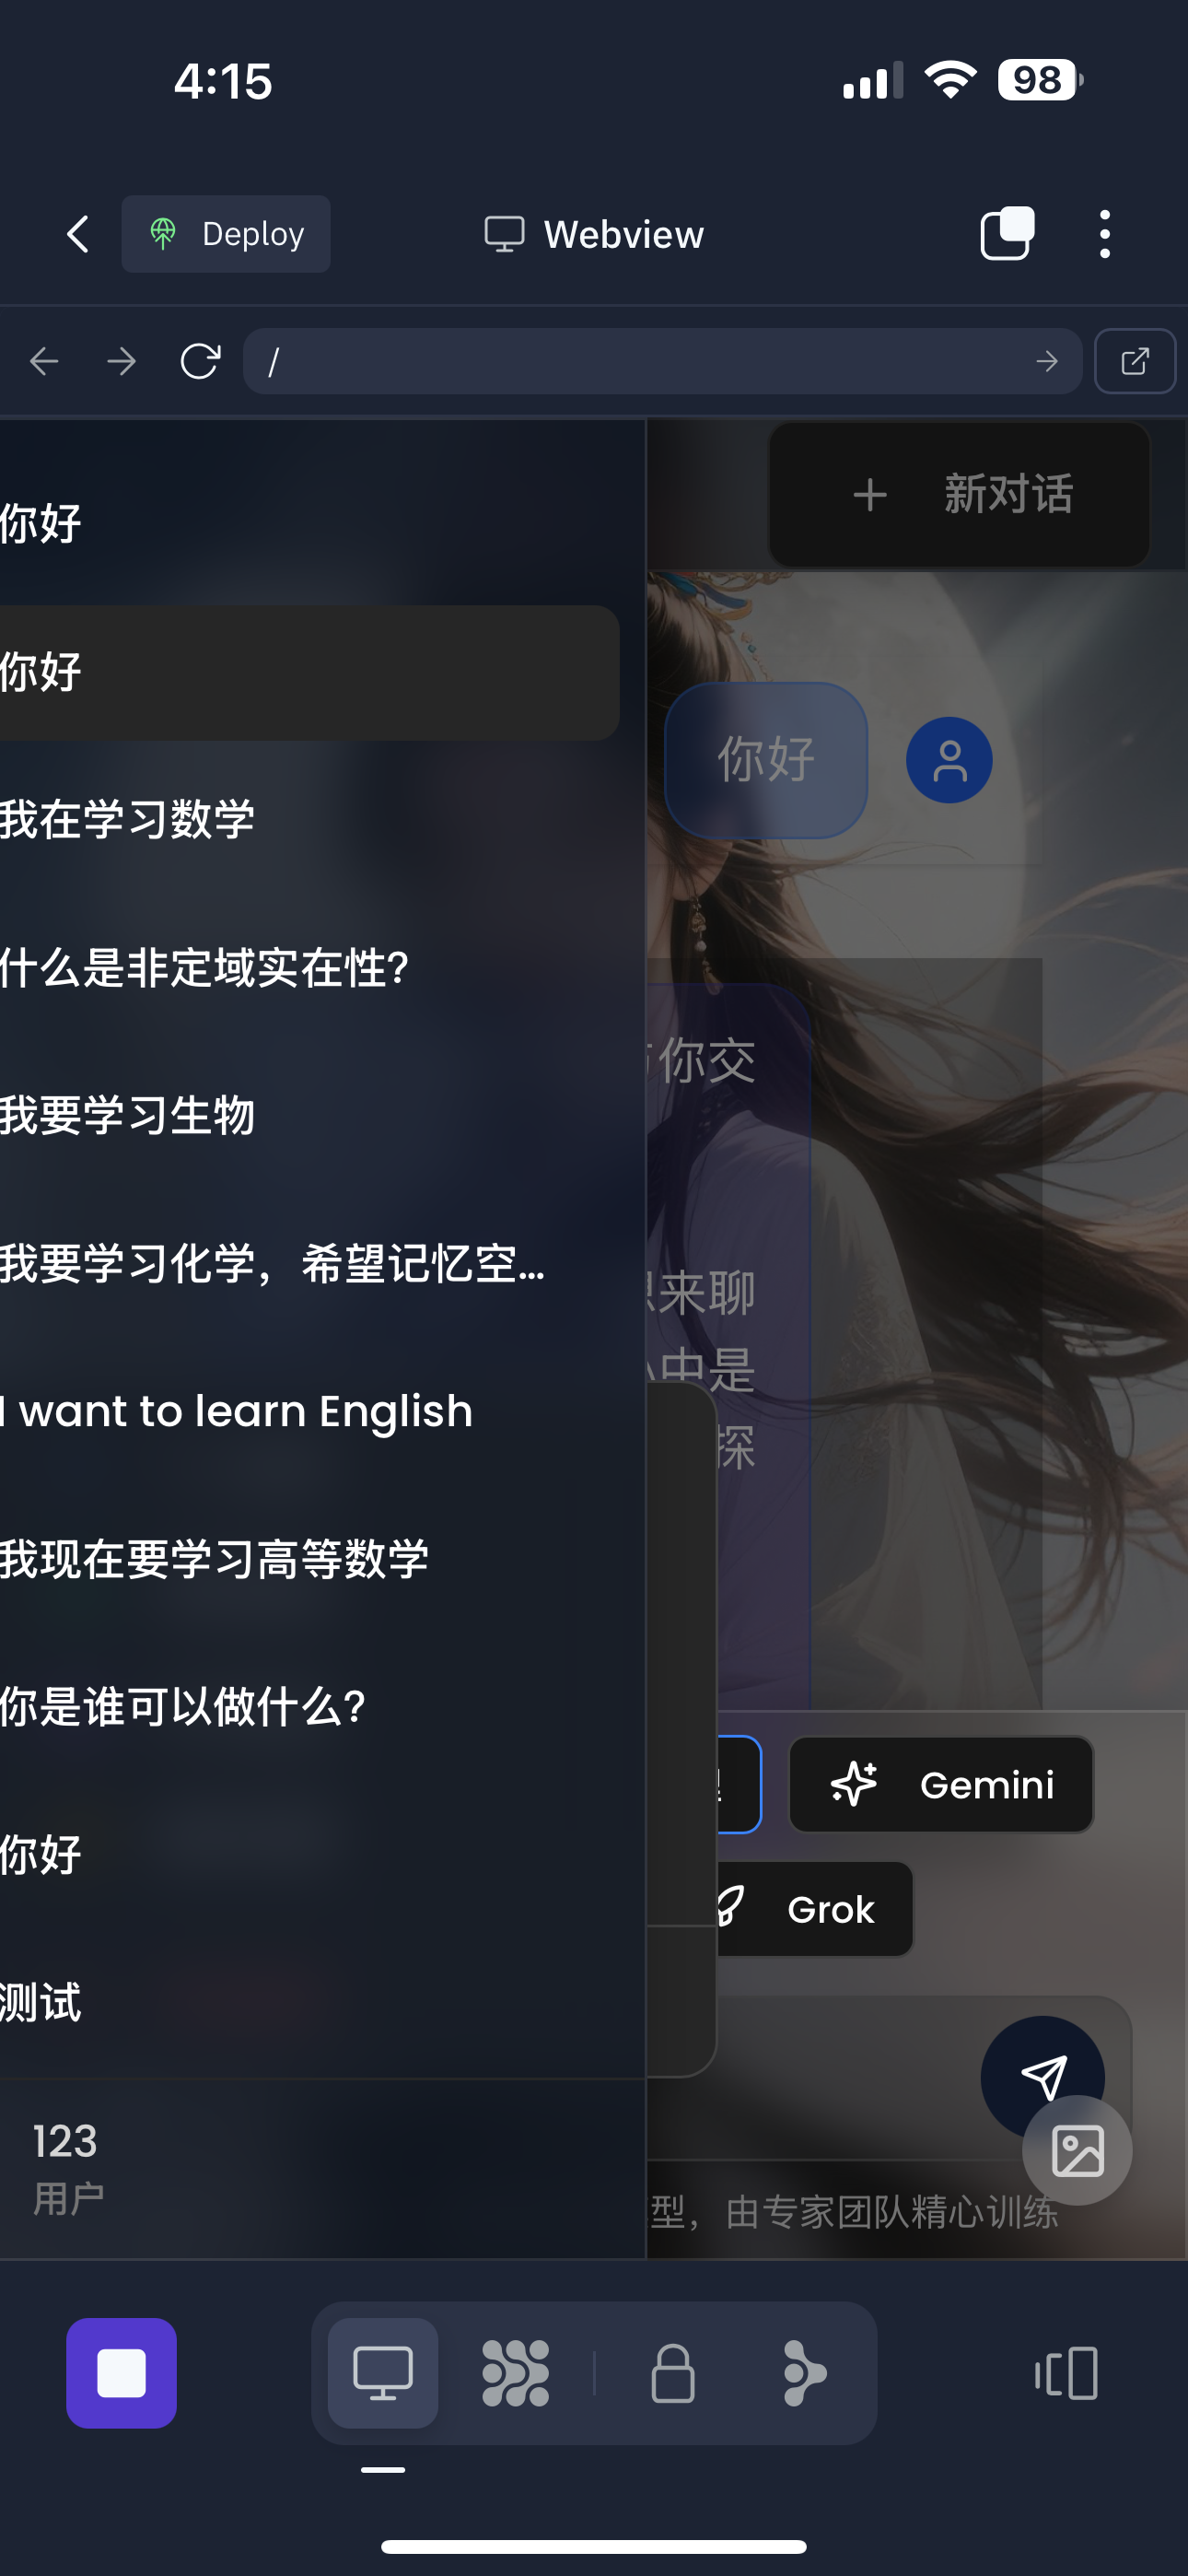 4:15
98
Deploy
Webview
/
新对话
你好
你好
你好
我在学习数学
什么是非定域实在性?
你交
我要学习生物
我要学习化学，希望记忆空...
来聊
中是
I want to learn English
探
我现在要学习高等数学
你是谁可以做什么?
Gemini
你好
Grok
测试
123
用户
型，由专家团队精心训练